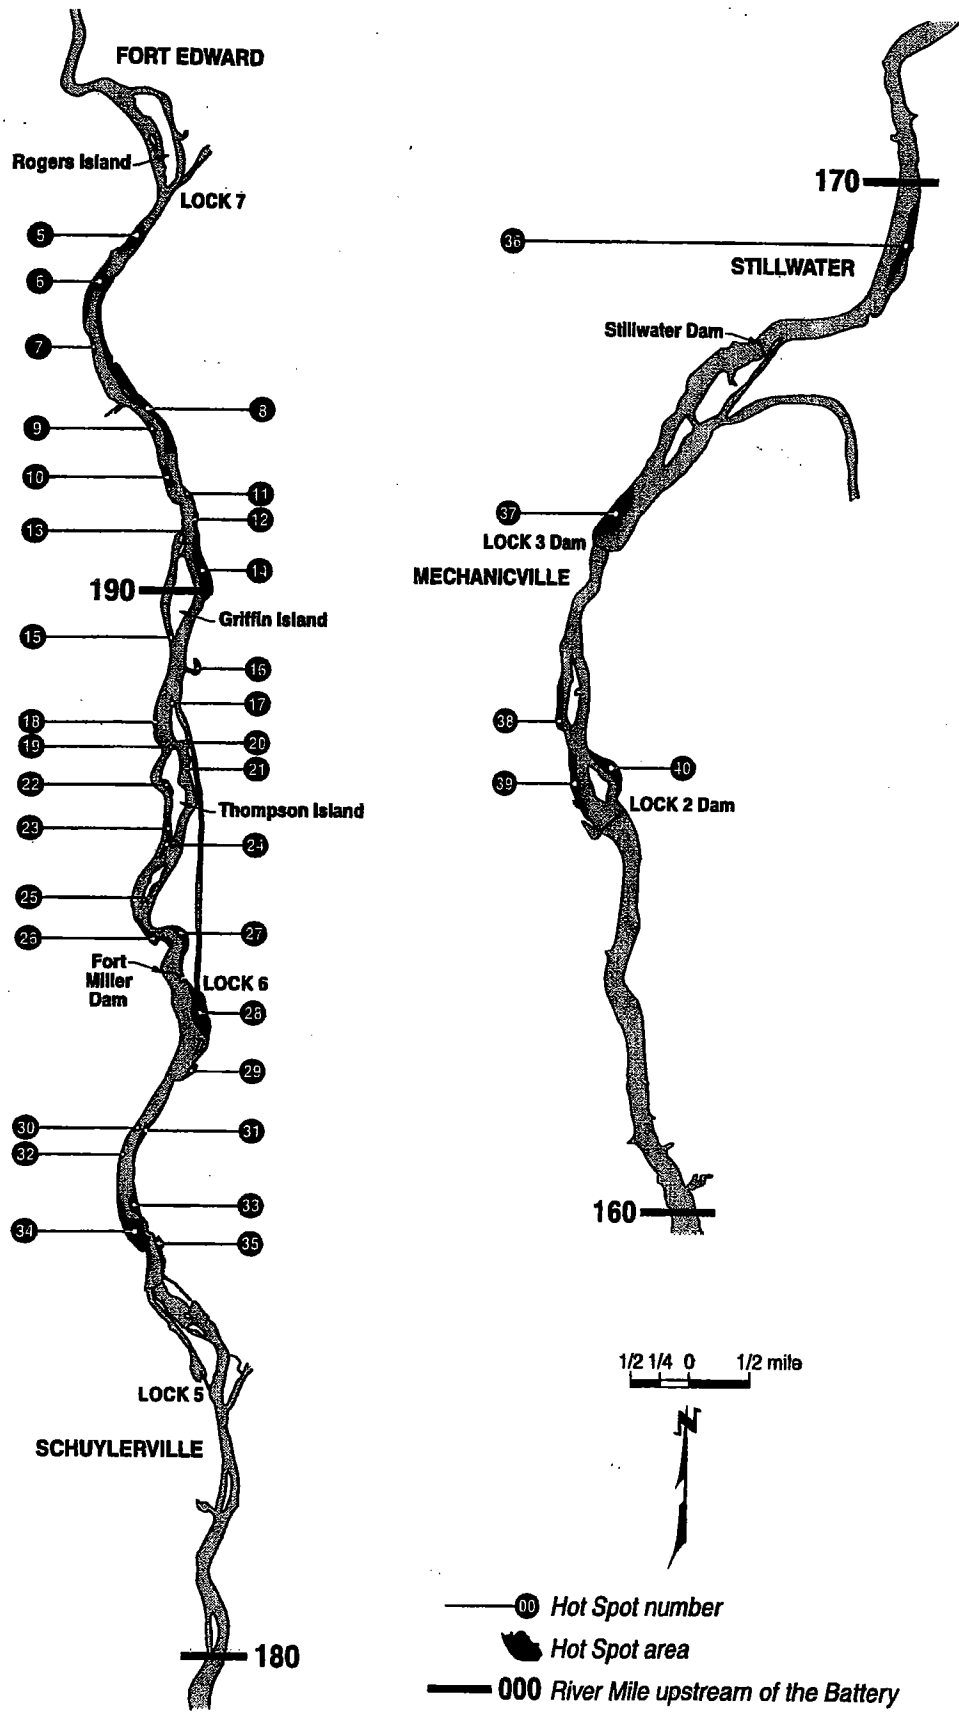 FORT EDWARD
Rogers Island
LOCK 7
5
6
7
8
9
10
11
12
13
14
190
Griffin Island
15
16
17
18
19
20
21
22
Thompson Island
23
24
25
26
27
Fort
Miller
Dam
LOCK 6
28
29
30
31
32
33
34
35
LOCK 5
SCHUYLERVILLE
180
170
36
STILLWATER
Stillwater Dam
37
LOCK 3 Dam
MECHANICVILLE
38
39
40
LOCK 2 Dam
160
1/2 1/4 0 1/2 mile
N
00 Hot Spot number
Hot Spot area
000 River Mile upstream of the Battery